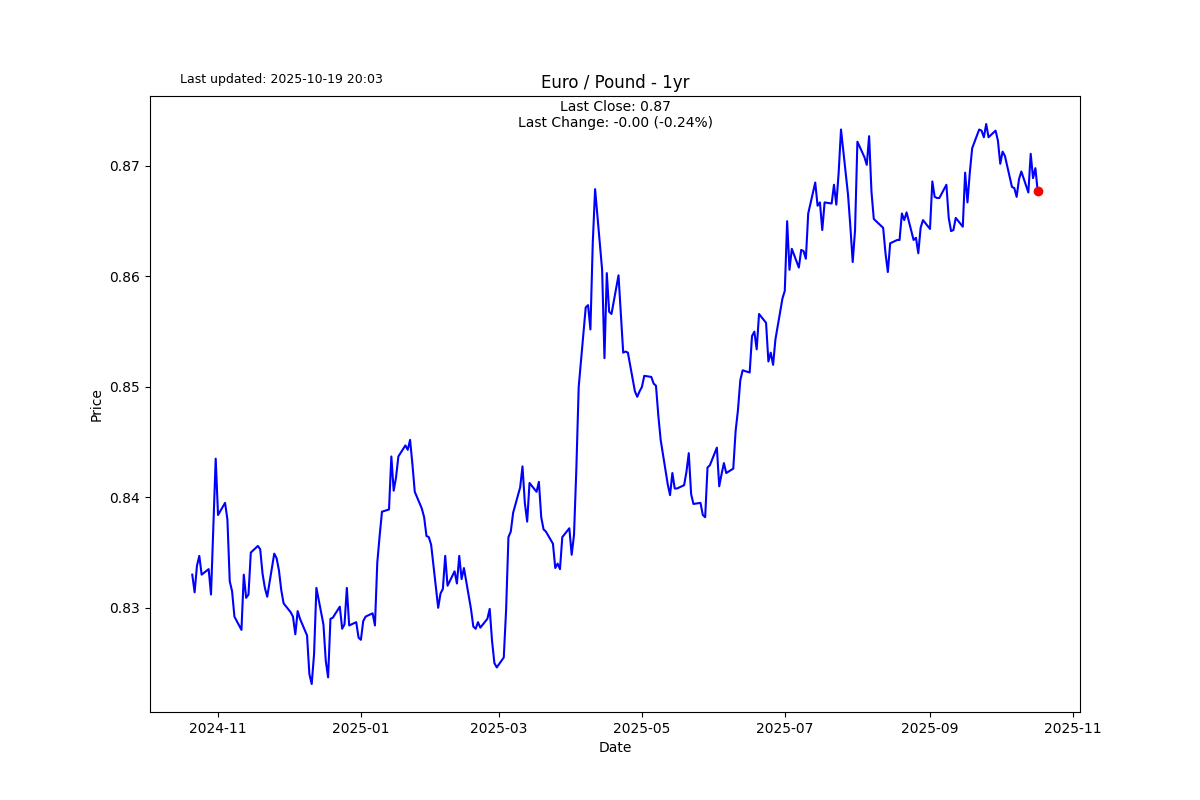 Last updated: 2025-10-19 20:03
Euro / Pound - 1yr
Last Close: 0.87
Last Change: -0.00 (-0.24%)
0.87
0.86
0.85
0.84
0.83
Price
2024-11
2025-01
2025-03
2025-05
2025-07
2025-09
2025-11
Date